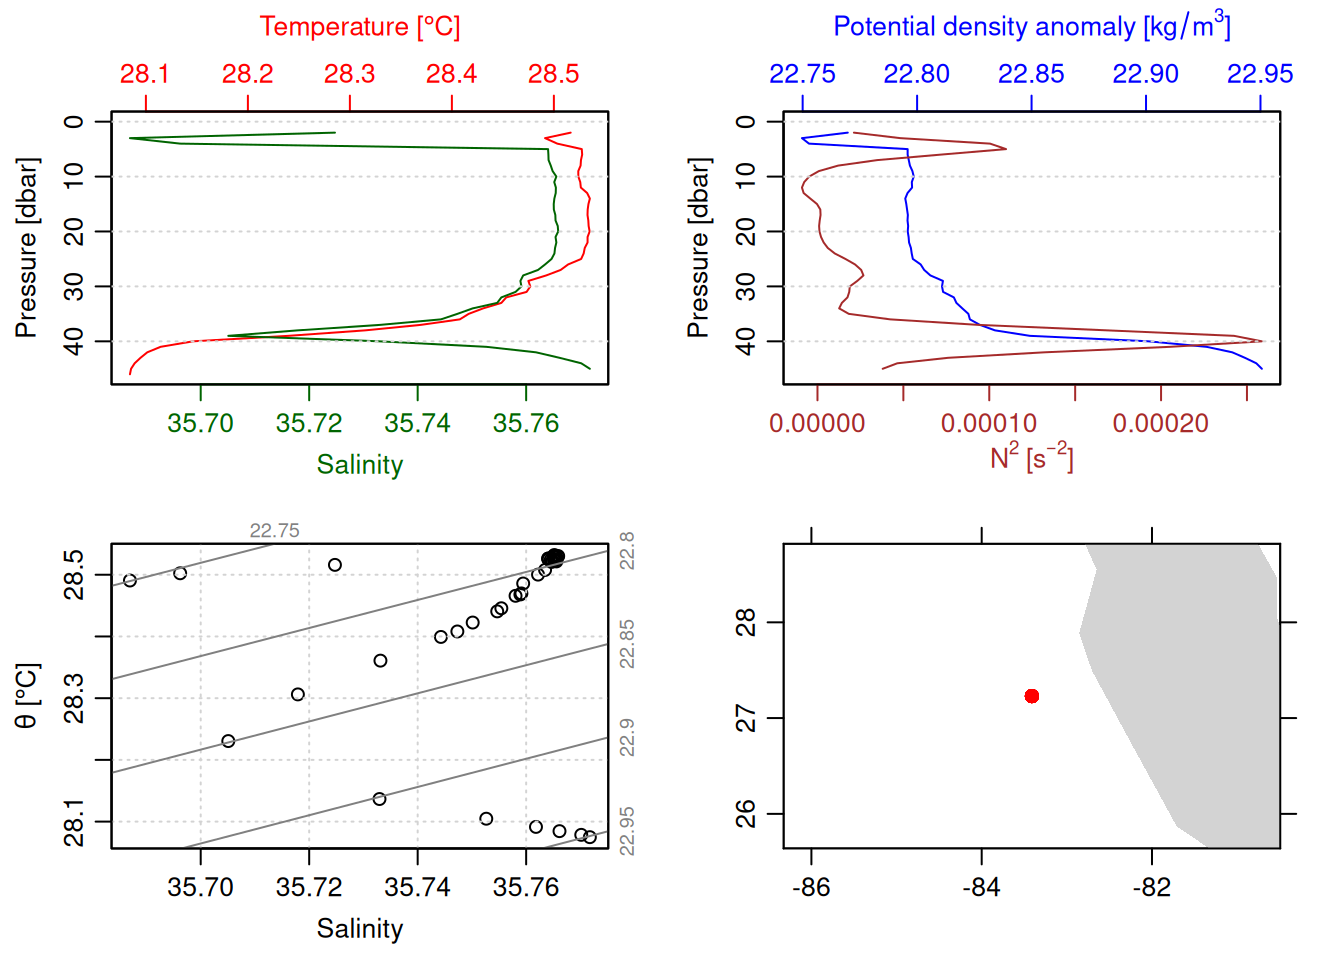 Temperature [°C]
28.1 28.2 28.3 28.4 28.5
Pressure [dbar]
0 10 20 30 40
35.70 35.72 35.74 35.76
Salinity
Potential density anomaly [kg/m³]
22.75 22.80 22.85 22.90 22.95
Pressure [dbar]
0 10 20 30 40
0.00000 0.00010 0.00020
N² [s⁻²]
22.75
22.8
22.85
22.9
22.95
θ [°C]
28.5 28.3 28.1
35.70 35.72 35.74 35.76
Salinity
28 27 26
-86 -84 -82